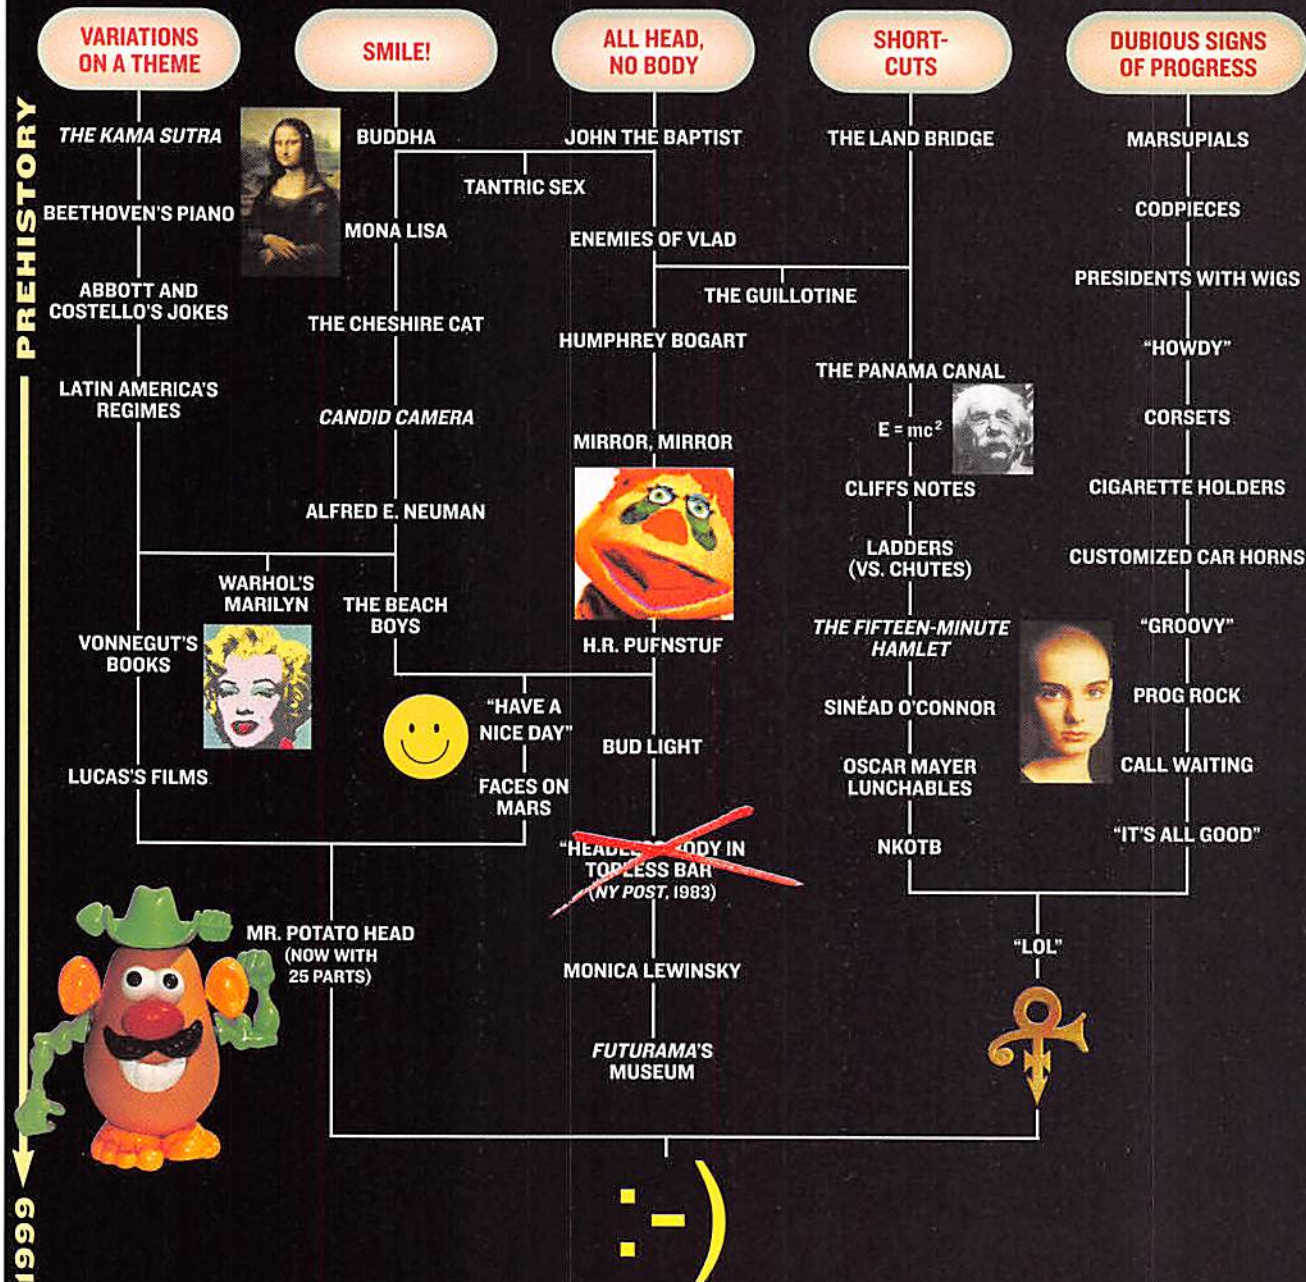 VARIATIONS
ON A THEME
SMILE!
ALL HEAD,
NO BODY
SHORT-
CUTS
DUBIOUS SIGNS
OF PROGRESS
PREHISTORY
THE KAMA SUTRA
BEETHOVEN'S PIANO
ABBOTT AND
COSTELLO'S JOKES
LATIN AMERICA'S
REGIMES
WARHOL'S
MARILYN
VONNEGUT'S
BOOKS
LUCAS'S FILMS
BUDDHA
TANTRIC SEX
MONA LISA
THE CHESHIRE CAT
CANDID CAMERA
ALFRED E. NEUMAN
THE BEACH
BOYS
"HAVE A
NICE DAY"
FACES ON
MARS
MR. POTATO HEAD
(NOW WITH
25 PARTS)
JOHN THE BAPTIST
ENEMIES OF VLAD
THE GUILLOTINE
HUMPHREY BOGART
MIRROR, MIRROR
H.R. PUFNSTUF
BUD LIGHT
"HEADLESS BODY IN
TOPLESS BAR"
(NY POST, 1983)
MONICA LEWINSKY
FUTURAMA'S
MUSEUM
THE LAND BRIDGE
THE PANAMA CANAL
E = mc²
CLIFFS NOTES
LADDERS
(VS. CHUTES)
THE FIFTEEN-MINUTE
HAMLET
SINÉAD O'CONNOR
OSCAR MAYER
LUNCHABLES
NKOTB
MARSUPIALS
CODPIECES
PRESIDENTS WITH WIGS
"HOWDY"
CORSETS
CIGARETTE HOLDERS
CUSTOMIZED CAR HORNS
"GROOVY"
PROG ROCK
CALL WAITING
"IT'S ALL GOOD"
"LOL"
:-)
1999